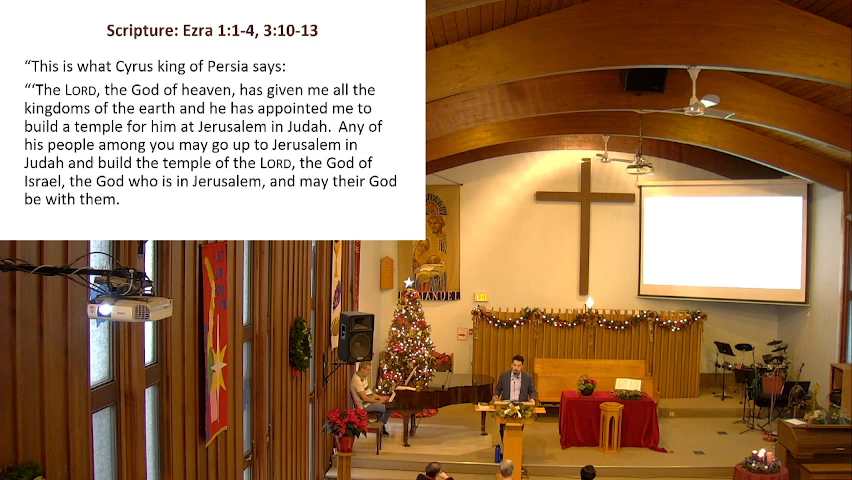 Scripture: Ezra 1:1-4, 3:10-13
“This is what Cyrus king of Persia says:
“‘The LORD, the God of heaven, has given me all the
kingdoms of the earth and he has appointed me to
build a temple for him at Jerusalem in Judah.  Any of
his people among you may go up to Jerusalem in
Judah and build the temple of the LORD, the God of
Israel, the God who is in Jerusalem, and may their God
be with them.